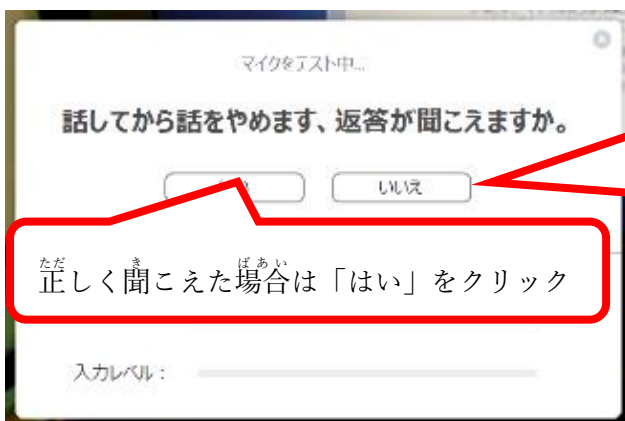 マイクをテスト中...
話してから話をやめます、返答が聞こえますか。
いいえ
正しく聞こえた場合は「はい」をクリック
ただ き ばあい
入力レベル：